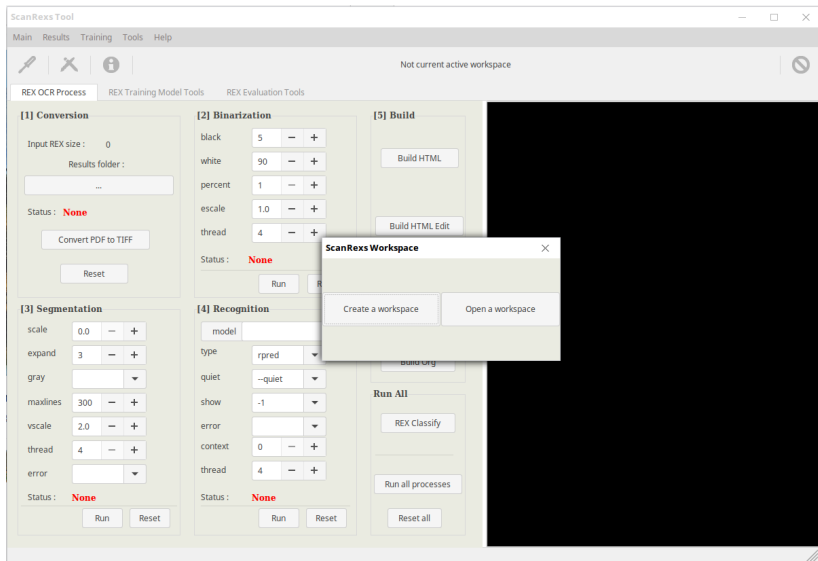 ScanRexs Tool
Main Results Training Tools Help
Not current active workspace
REX OCR Process REX Training Model Tools REX Evaluation Tools
[1] Conversion
Input REX size : 0
Results folder :
...
Status : None
Convert PDF to TIFF
Reset
[2] Binarization
black 5
white 90
percent 1
escale 1.0
thread 4
Status : None
Run
[5] Build
Build HTML
Build HTML Edit
ScanRexs Workspace
Create a workspace Open a workspace
Build Org
[3] Segmentation
scale 0.0
expand 3
gray
maxlines 300
vscale 2.0
thread 4
error
Status : None
Run Reset
[4] Recognition
model
type rpred
quiet --quiet
show -1
error
context 0
thread 4
Status : None
Run Reset
Run All
REX Classify
Run all processes
Reset all